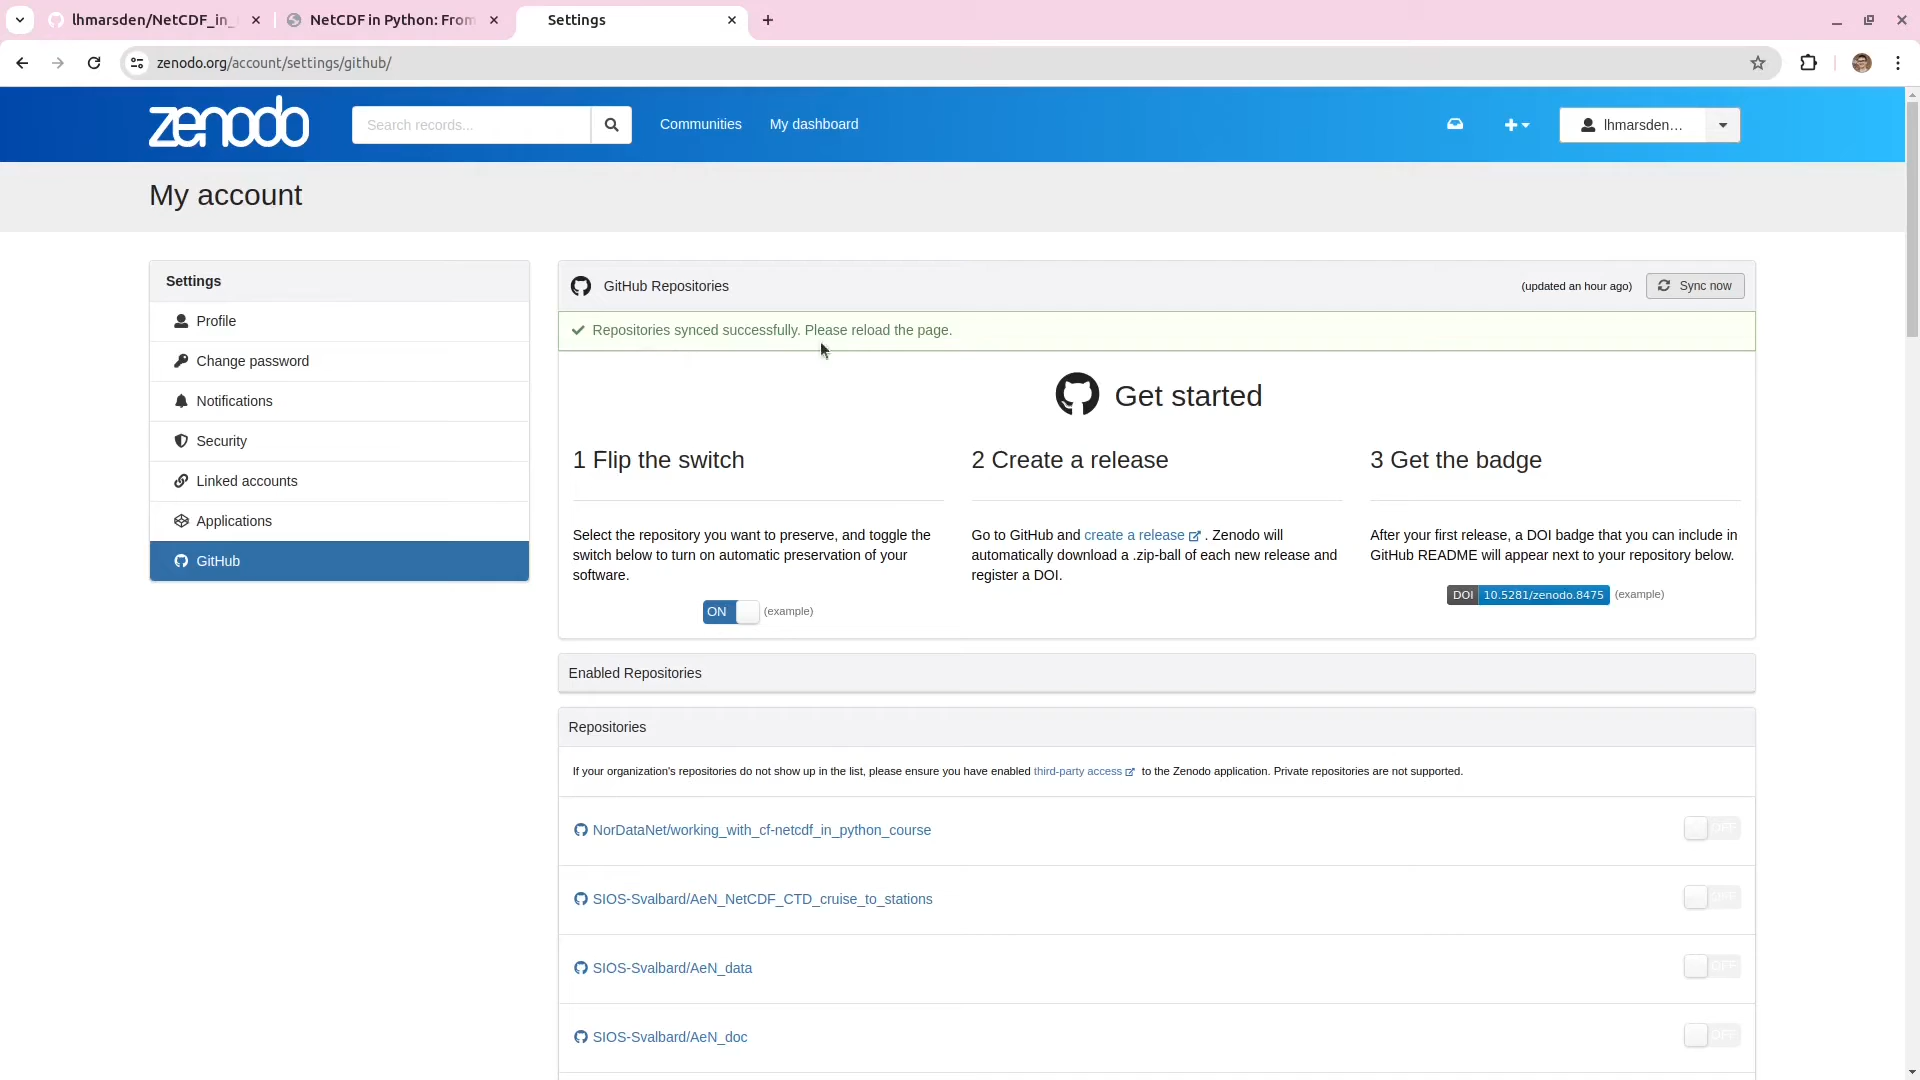 lhmarsden/NetCDF_in_
NetCDF in Python: From
Settings
zenodo.org/account/settings/github/
zenodo
Search records...
Communities
My dashboard
lhmarsden...
My account
Settings
Profile
Change password
Notifications
Security
Linked accounts
Applications
GitHub
GitHub Repositories
(updated an hour ago)
Sync now
Repositories synced successfully. Please reload the page.
Get started
1 Flip the switch
Select the repository you want to preserve, and toggle the
switch below to turn on automatic preservation of your
software.
ON
(example)
2 Create a release
Go to GitHub and create a release . Zenodo will
automatically download a .zip-ball of each new release and
register a DOI.
3 Get the badge
After your first release, a DOI badge that you can include in
GitHub README will appear next to your repository below.
DOI 10.5281/zenodo.8475 (example)
Enabled Repositories
Repositories
If your organization's repositories do not show up in the list, please ensure you have enabled third-party access to the Zenodo application. Private repositories are not supported.
NorDataNet/working_with_cf-netcdf_in_python_course
OFF
SIOS-Svalbard/AeN_NetCDF_CTD_cruise_to_stations
OFF
SIOS-Svalbard/AeN_data
OFF
SIOS-Svalbard/AeN_doc
OFF